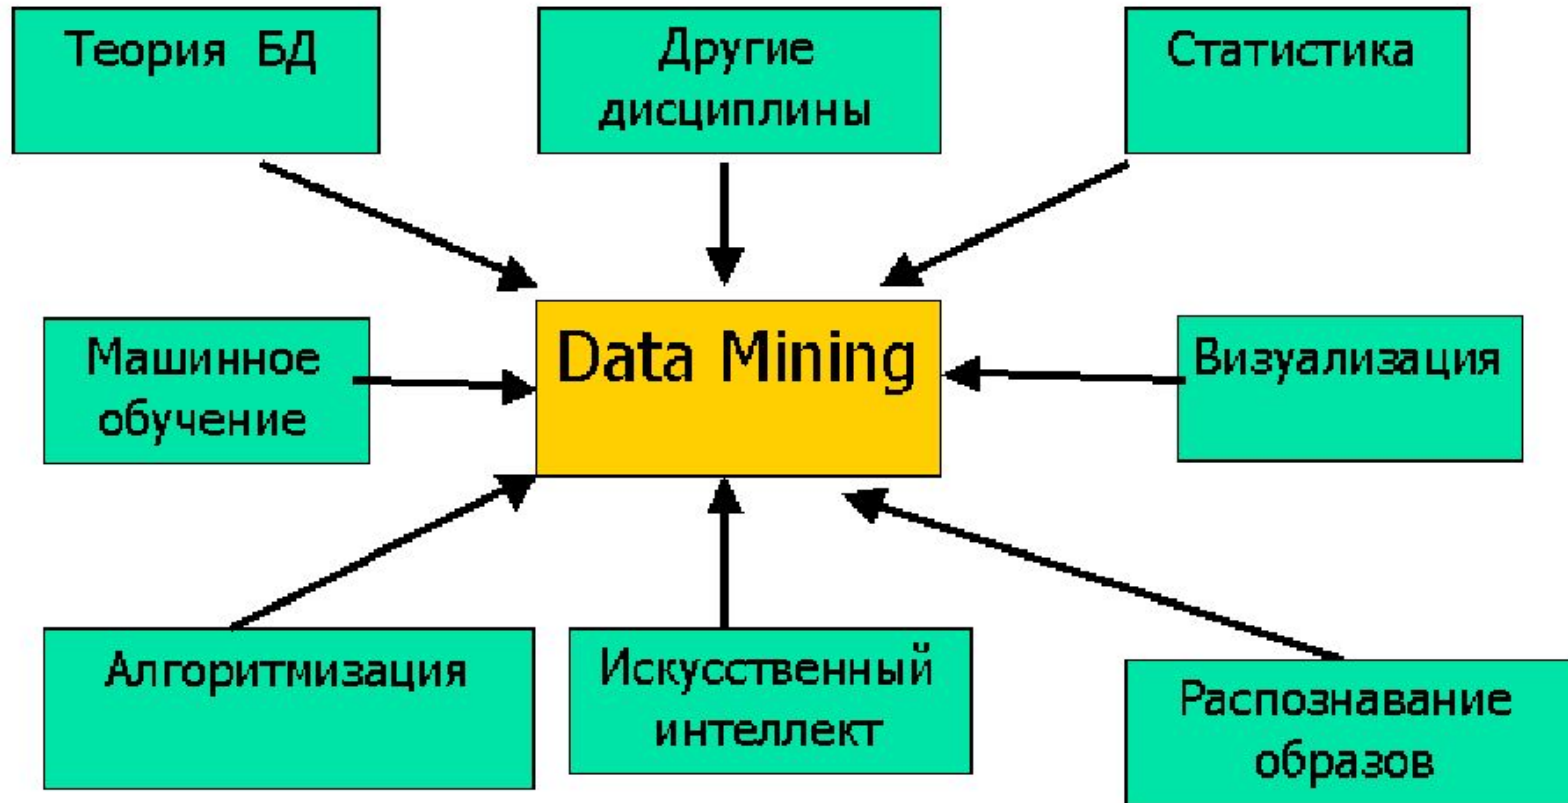 Теория БД
Другие
дисциплины
Статистика
Машинное
обучение
Data Mining
Визуализация
Алгоритмизация
Искусственный
интеллект
Распознавание
образов